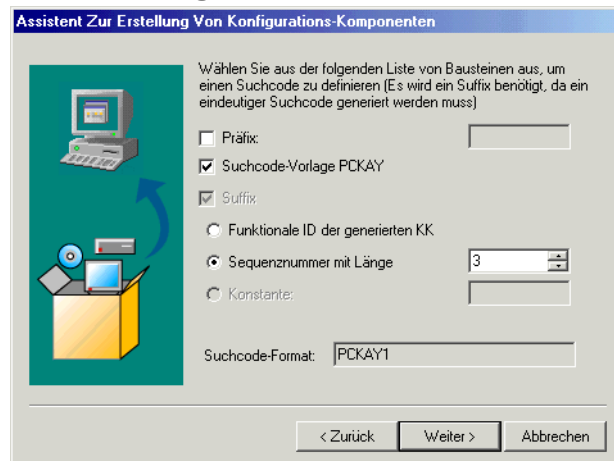 Assistent Zur Erstellung Von Konfigurations-Komponenten
Wählen Sie aus der folgenden Liste von Bausteinen aus, um
einen Suchcode zu definieren (Es wird ein Suffix benötigt, da ein
eindeutiger Suchcode generiert werden muss)
Präfix:
Suchcode-Vorlage PCKAY
Suffix
Funktionale ID der generierten KK
Sequenznummer mit Länge 3
Konstante:
Suchcode-Format: PCKAY1
< Zurück Weiter > Abbrechen